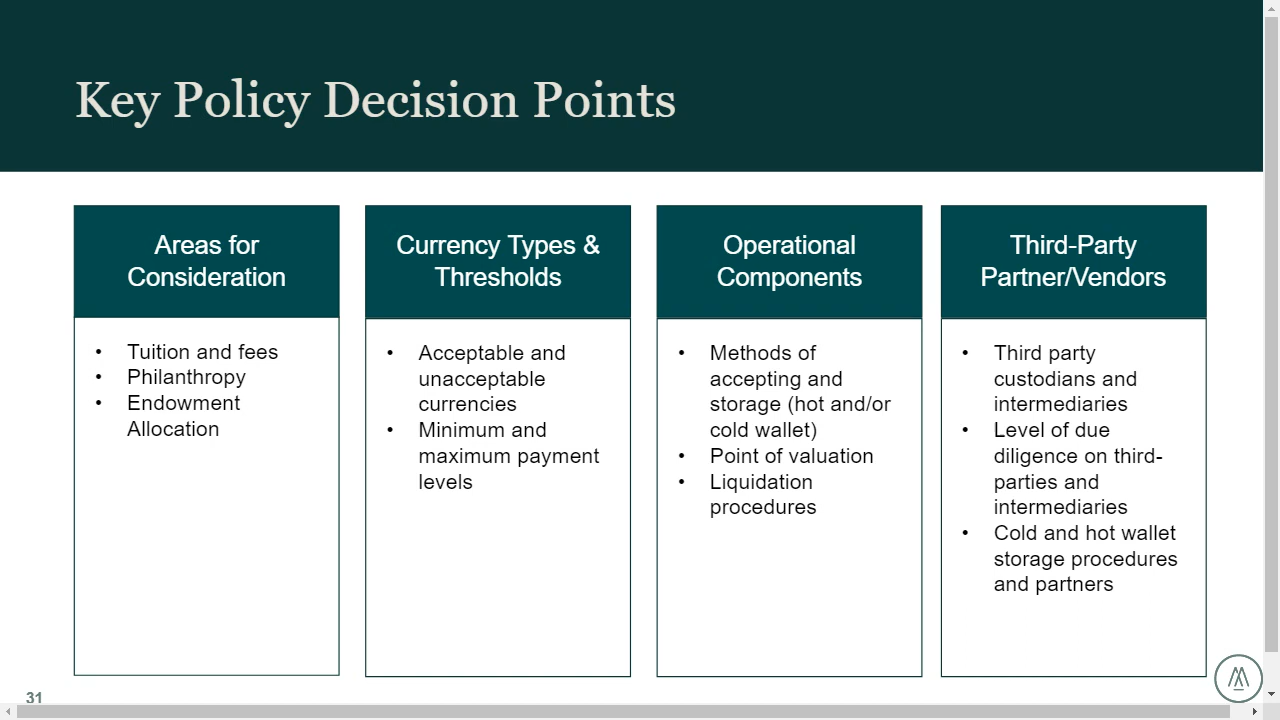 Key Policy Decision Points
Areas for
Consideration
• Tuition and fees
• Philanthropy
• Endowment
Allocation
Currency Types &
Thresholds
• Acceptable and
unacceptable
currencies
• Minimum and
maximum payment
levels
Operational
Components
• Methods of
accepting and
storage (hot and/or
cold wallet)
• Point of valuation
• Liquidation
procedures
Third-Party
Partner/Vendors
• Third party
custodians and
intermediaries
• Level of due
diligence on third-
parties and
intermediaries
• Cold and hot wallet
storage procedures
and partners
31